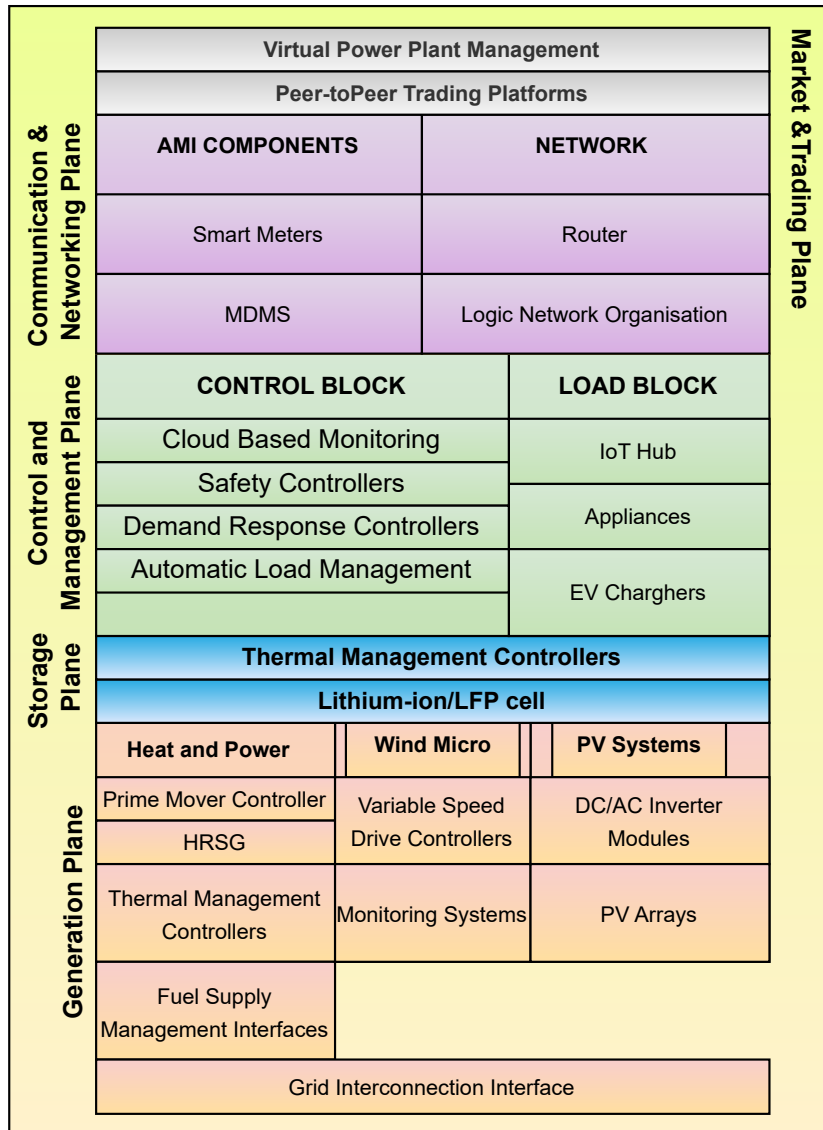 Virtual Power Plant Management
Peer-toPeer Trading Platforms
Market &Trading Plane
Communication &
Networking Plane
AMI COMPONENTS
NETWORK
Smart Meters
Router
MDMS
Logic Network Organisation
Control and
Management Plane
CONTROL BLOCK
LOAD BLOCK
Cloud Based Monitoring
IoT Hub
Safety Controllers
Demand Response Controllers
Appliances
Automatic Load Management
EV Charghers
Storage
Plane
Thermal Management Controllers
Lithium-ion/LFP cell
Generation Plane
Heat and Power
Wind Micro
PV Systems
Prime Mover Controller
HRSG
Variable Speed
Drive Controllers
DC/AC Inverter
Modules
Thermal Management
Controllers
Monitoring Systems
PV Arrays
Fuel Supply
Management Interfaces
Grid Interconnection Interface